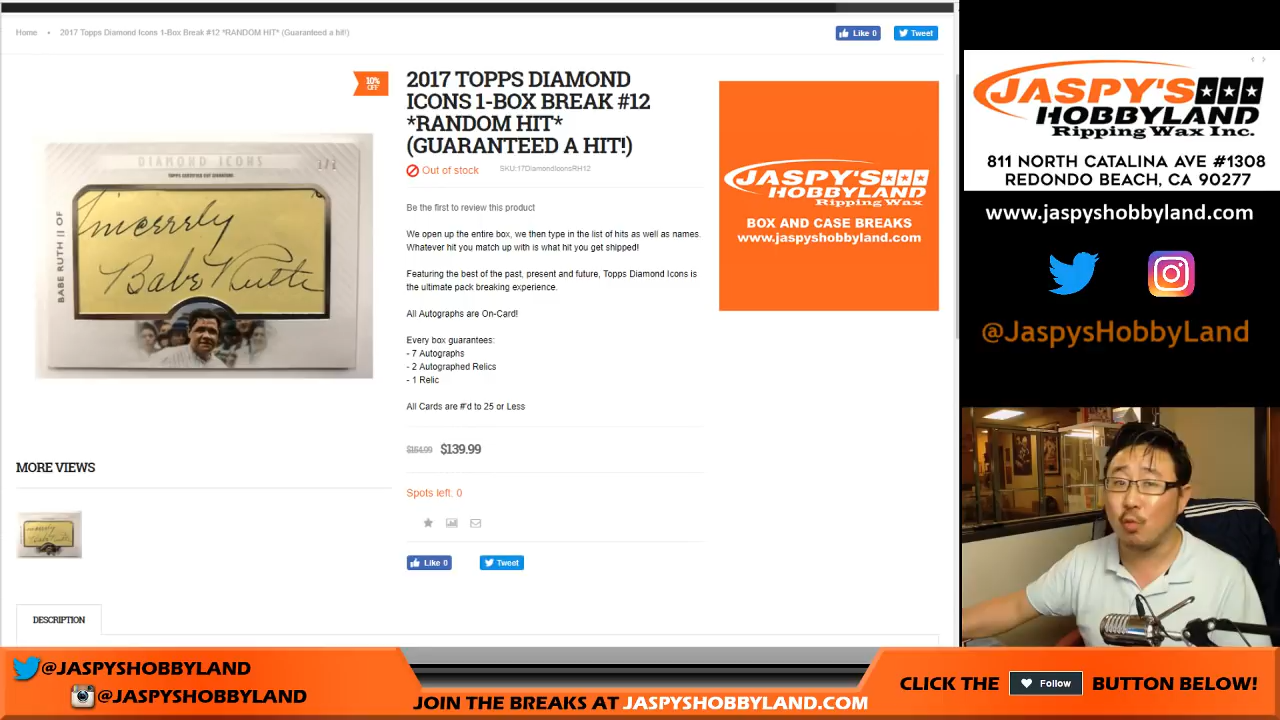 Home • 2017 Topps Diamond Icons 1-Box Break #12 *RANDOM HIT* (Guaranteed a hit!)
Like 0
Tweet
10%
OFF
DIAMOND ICONS
1/1
TOPPS CERTIFIED CUT SIGNATURE
BABE RUTH || OF
Sincerely
Babe Ruth
2017 TOPPS DIAMOND
ICONS 1-BOX BREAK #12
*RANDOM HIT*
(GUARANTEED A HIT!)
Out of stock
SKU:17DiamondIconsRH12
Be the first to review this product
We open up the entire box, we then type in the list of hits as well as names.
Whatever hit you match up with is what hit you get shipped!
Featuring the best of the past, present and future, Topps Diamond Icons is
the ultimate pack breaking experience.
All Autographs are On-Card!
Every box guarantees:
- 7 Autographs
- 2 Autographed Relics
- 1 Relic
All Cards are #'d to 25 or Less
$139.99
Spots left: 0
Like 0
Tweet
MORE VIEWS
DESCRIPTION
JASPY'S
HOBBYLAND
Ripping Wax
BOX AND CASE BREAKS
www.jaspyshobbyland.com
JASPY'S
HOBBYLAND
Ripping Wax Inc.
811 NORTH CATALINA AVE #1308
REDONDO BEACH, CA 90277
www.jaspyshobbyland.com
@JaspysHobbyLand
@JASPYSHOBBYLAND
@JASPYSHOBBYLAND
JOIN THE BREAKS AT JASPYSHOBBYLAND.COM
CLICK THE Follow BUTTON BELOW!